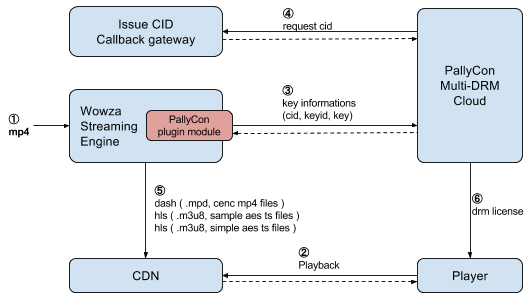 Issue CID
Callback gateway
④
request cid
PallyCon
Multi-DRM
Cloud
①
mp4
Wowza
Streaming
Engine
PallyCon
plugin module
③
key informations
(cid, keyid, key)
⑤
dash ( .mpd, cenc mp4 files )
hls ( .m3u8, sample aes ts files )
hls ( .m3u8, simple aes ts files )
⑥
drm license
CDN
②
Playback
Player